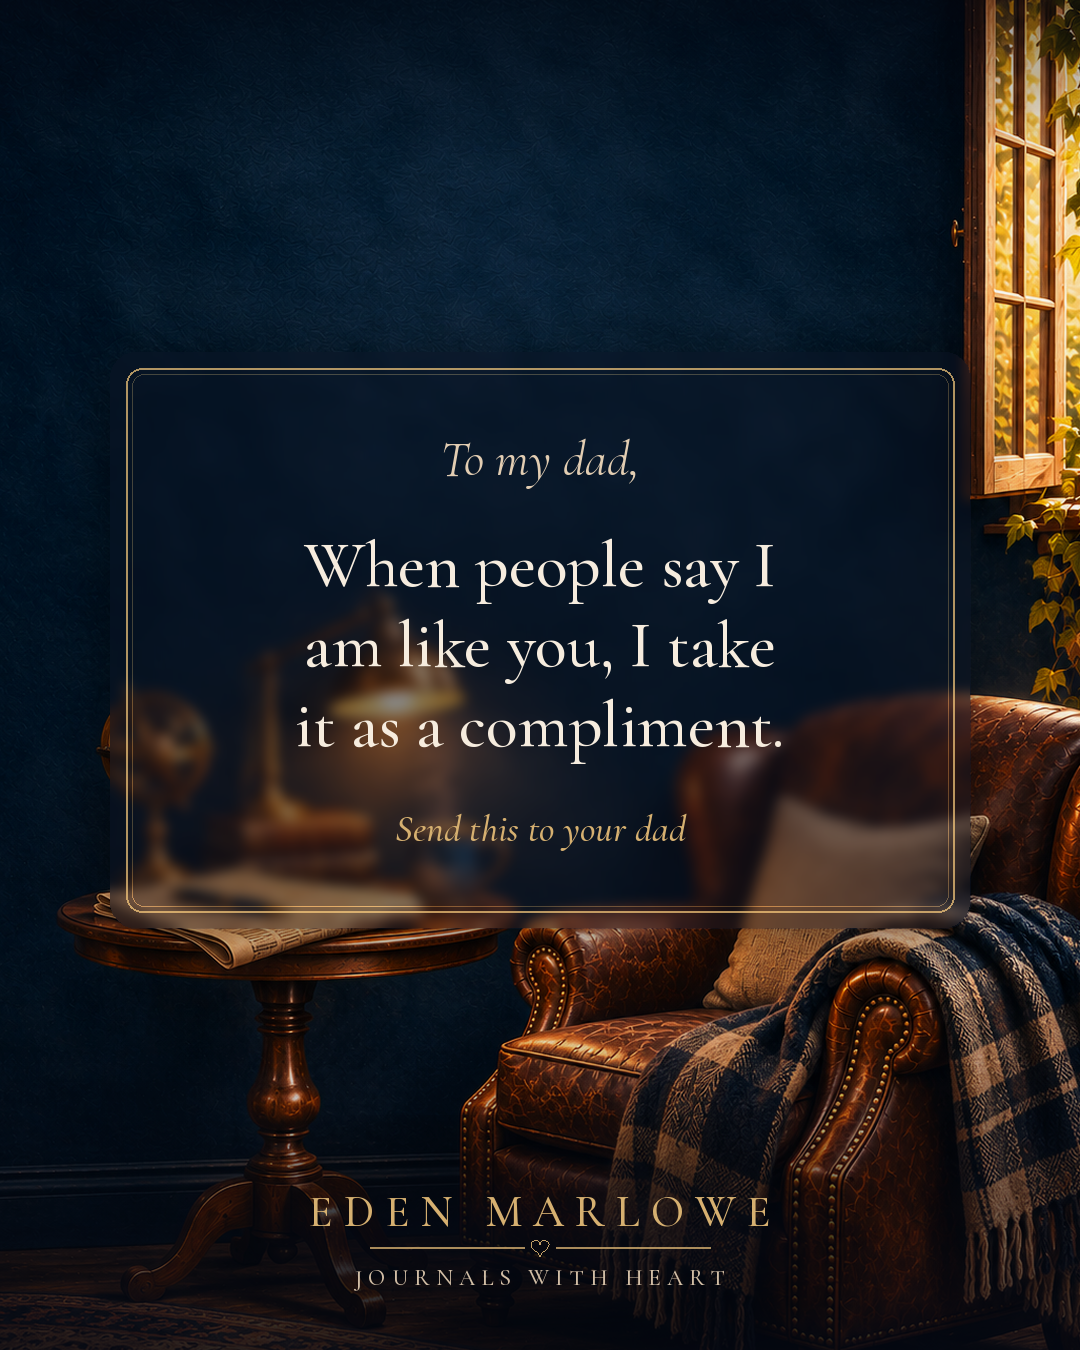 To my dad,
When people say I
am like you, I take
it as a compliment.
Send this to your dad
EDEN MARLOWE
JOURNALS WITH HEART